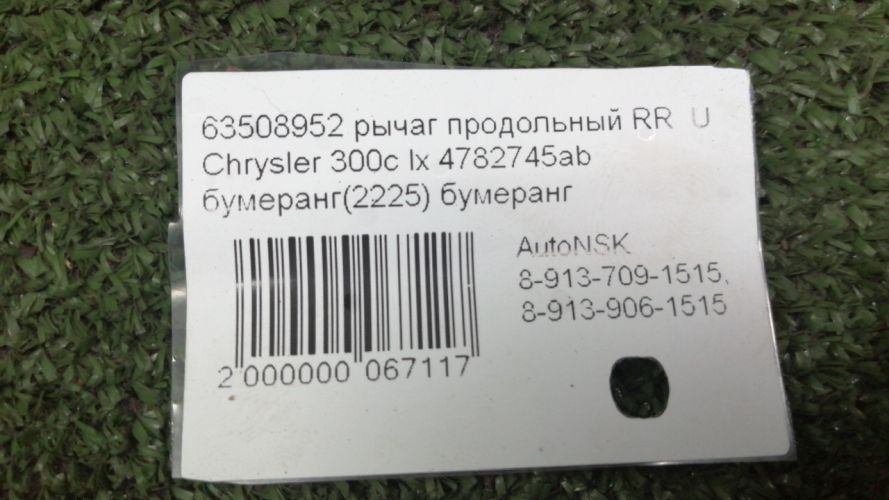 63508952 рычаг продольный RR U
Chrysler 300c lx 4782745ab
бумеранг(2225) бумеранг
AutoNSK
8-913-709-1515,
8-913-906-1515
2 000000 067117